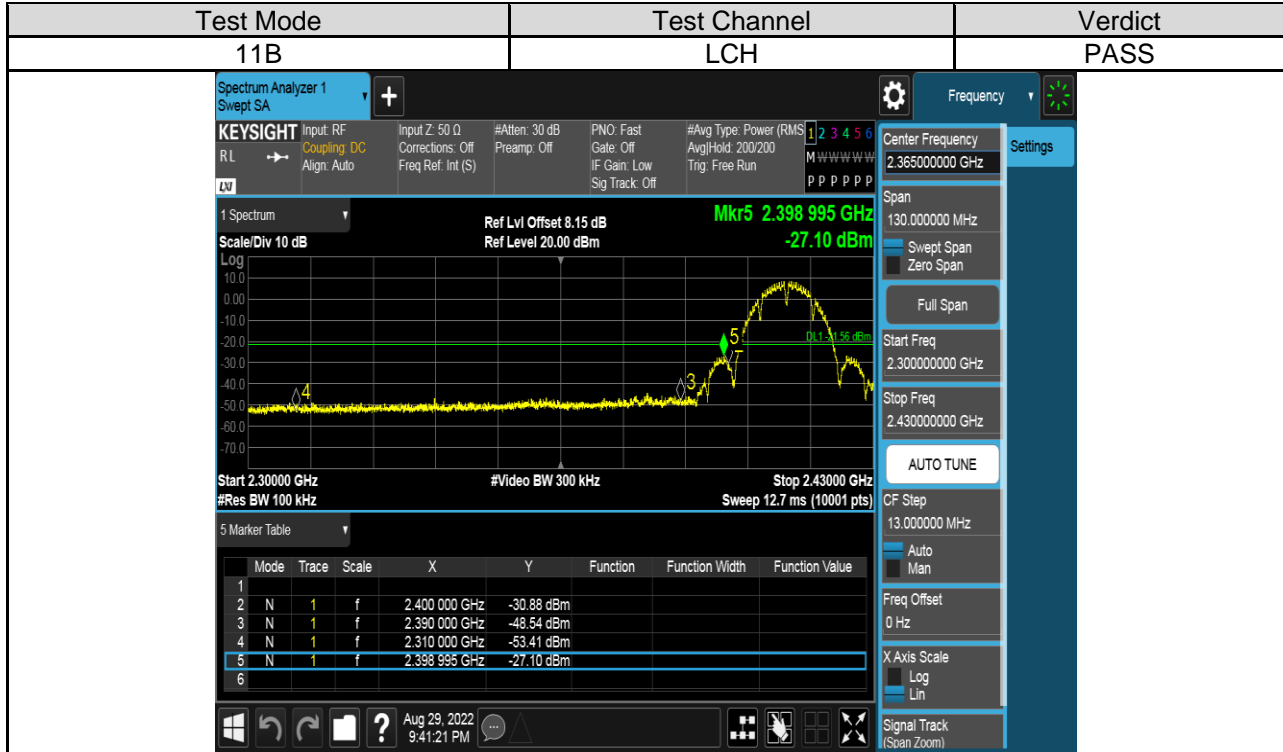 Test Mode Test Channel Verdict
11B LCH PASS
Spectrum Analyzer 1
Swept SA
+
Frequency
KEYSIGHT Input: RF Input Z: 50 Ω #Atten: 30 dB PNO: Fast #Avg Type: Power (RMS 1 2 3 4 5 6
RL Coupling: DC Corrections: Off Preamp: Off Gate: Off Avg|Hold: 200/200
Align: Auto Freq Ref: Int (S) IF Gain: Low Trig: Free Run M W W W W W
LXI Sig Track: Off P P P P P P
Center Frequency
2.365000000 GHz
Settings
1 Spectrum
Ref Lvl Offset 8.15 dB
Mkr5 2.398 995 GHz
Scale/Div 10 dB
Ref Level 20.00 dBm
-27.10 dBm
Span
130.000000 MHz
Swept Span
Zero Span
Full Span
Start Freq
2.300000000 GHz
Stop Freq
2.430000000 GHz
AUTO TUNE
CF Step
13.000000 MHz
Auto
Man
Freq Offset
0 Hz
X Axis Scale
Log
Lin
Signal Track
(Span Zoom)
Log
10.0
0.00
-10.0
-20.0
-30.0
-40.0
-50.0
-60.0
-70.0
DL1 -21.56 dBm
5
3
4
Start 2.30000 GHz #Video BW 300 kHz Stop 2.43000 GHz
#Res BW 100 kHz Sweep 12.7 ms (10001 pts)
5 Marker Table
Mode Trace Scale X Y Function Function Width Function Value
1
2 N 1 f 2.400 000 GHz -30.88 dBm
3 N 1 f 2.390 000 GHz -48.54 dBm
4 N 1 f 2.310 000 GHz -53.41 dBm
5 N 1 f 2.398 995 GHz -27.10 dBm
6
? Aug 29, 2022
9:41:21 PM